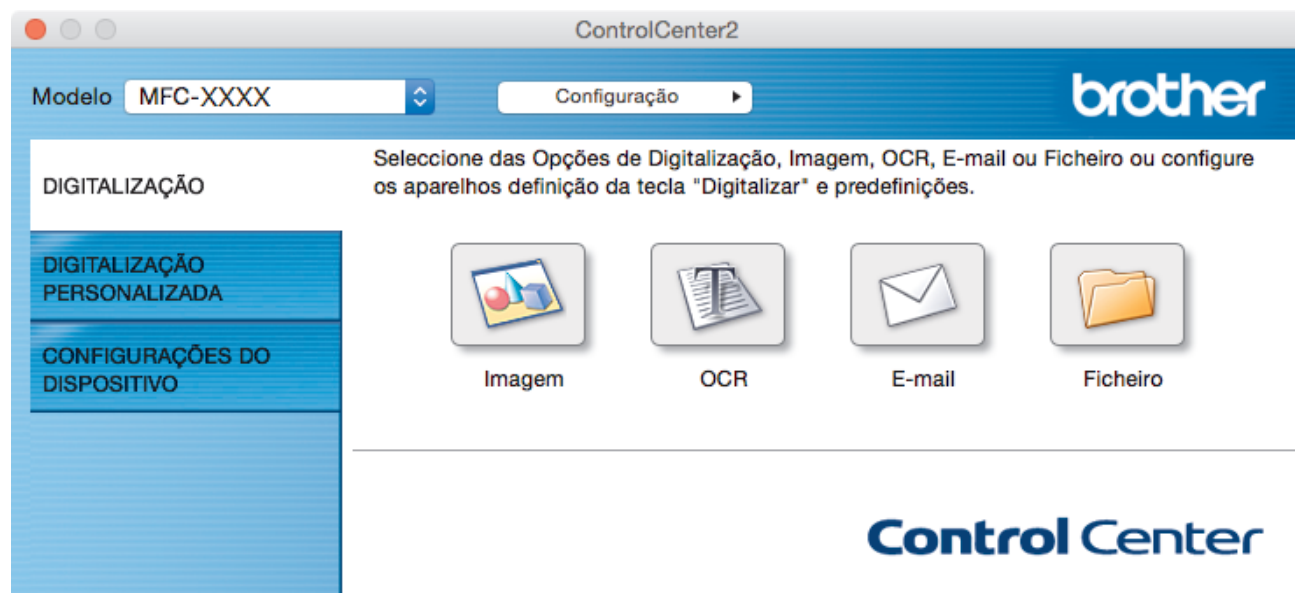 ControlCenter2
Modelo MFC-XXXX Configuração brother
DIGITALIZAÇÃO
DIGITALIZAÇÃO
PERSONALIZADA
CONFIGURAÇÕES DO
DISPOSITIVO
Seleccione das Opções de Digitalização, Imagem, OCR, E-mail ou Ficheiro ou configure
os aparelhos definição da tecla "Digitalizar" e predefinições.
Imagem OCR E-mail Ficheiro
Control Center